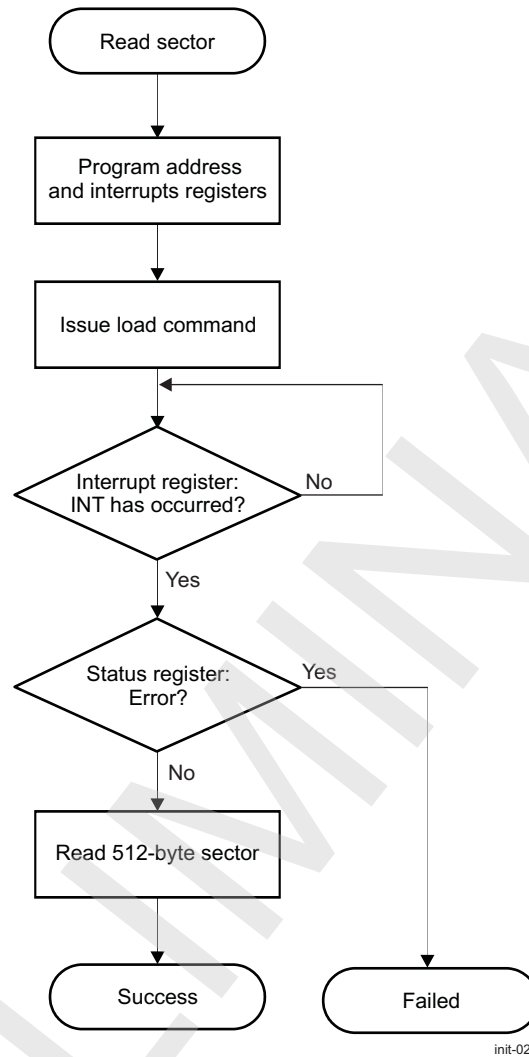 Read sector
Program address
and interrupts registers
Issue load command
Interrupt register:
INT has occurred?
No
Yes
Status register:
Error?
Yes
No
Read 512-byte sector
Success
Failed
init-02